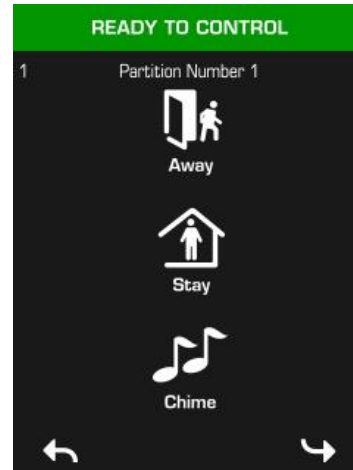 READY TO CONTROL
1 Partition Number 1
Away
Stay
Chime